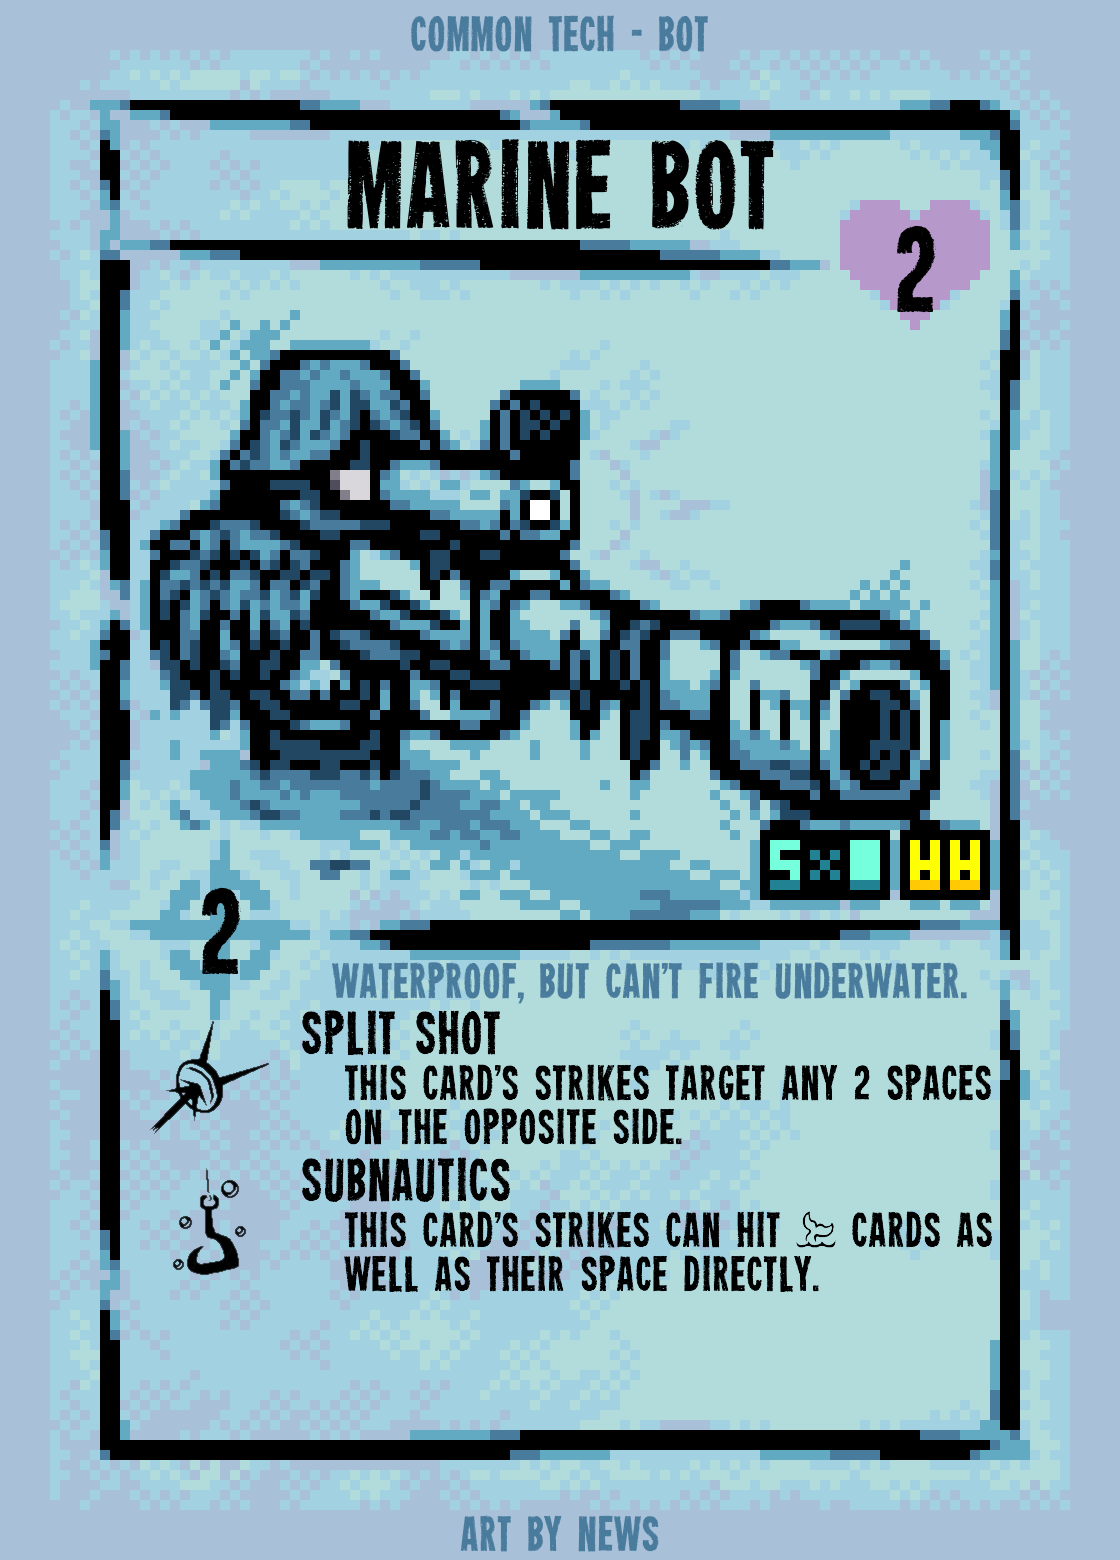 COMMON TECH - BOT
MARINE BOT
2
5×
2
WATERPROOF, BUT CAN'T FIRE UNDERWATER.
SPLIT SHOT
THIS CARD'S STRIKES TARGET ANY 2 SPACES
ON THE OPPOSITE SIDE.
SUBNAUTICS
THIS CARD'S STRIKES CAN HIT CARDS AS
WELL AS THEIR SPACE DIRECTLY.
ART BY NEWS